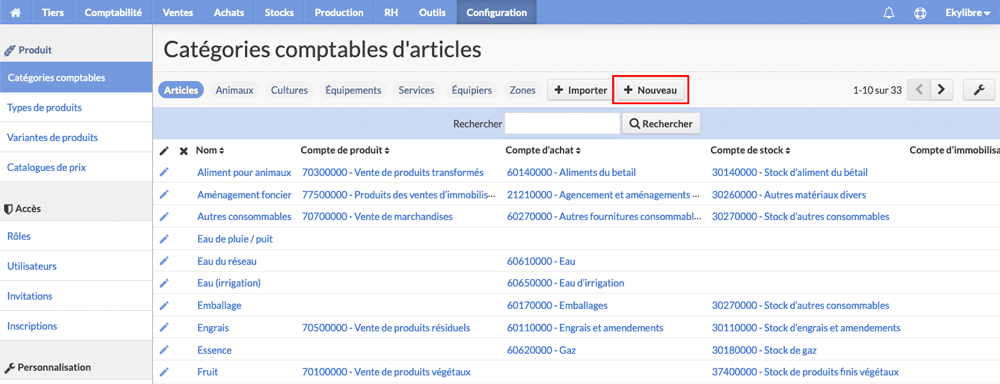 Tiers Comptabilité Ventes Achats Stocks Production RH Outils Configuration Ekylibre
Produit
Catégories comptables
Types de produits
Variantes de produits
Catalogues de prix
Accès
Rôles
Utilisateurs
Invitations
Inscriptions
Personnalisation
Catégories comptables d'articles
Articles Animaux Cultures Équipements Services Équipiers Zones + Importer + Nouveau 1-10 sur 33
Rechercher Rechercher
Nom Compte de produit Compte d'achat Compte de stock Compte d'immobilisa
Aliment pour animaux 70300000 - Vente de produits transformés 60140000 - Aliments du betail 30140000 - Stock d'aliment du bétail
Aménagement foncier 77500000 - Produits des ventes d'immobilis... 21210000 - Agencement et aménagements ... 30260000 - Autres matériaux divers
Autres consommables 70700000 - Vente de marchandises 60270000 - Autres fournitures consommabl... 30270000 - Stock d'autres consommables
Eau de pluie / puit
Eau du réseau 60610000 - Eau
Eau (irrigation) 60650000 - Eau d'irrigation
Emballage 60170000 - Emballages 30270000 - Stock d'autres consommables
Engrais 70500000 - Vente de produits résiduels 60110000 - Engrais et amendements 30110000 - Stock d'engrais et amendements
Essence 60620000 - Gaz 30180000 - Stock de gaz
Fruit 70100000 - Vente de produits végétaux 37400000 - Stock de produits finis végétaux